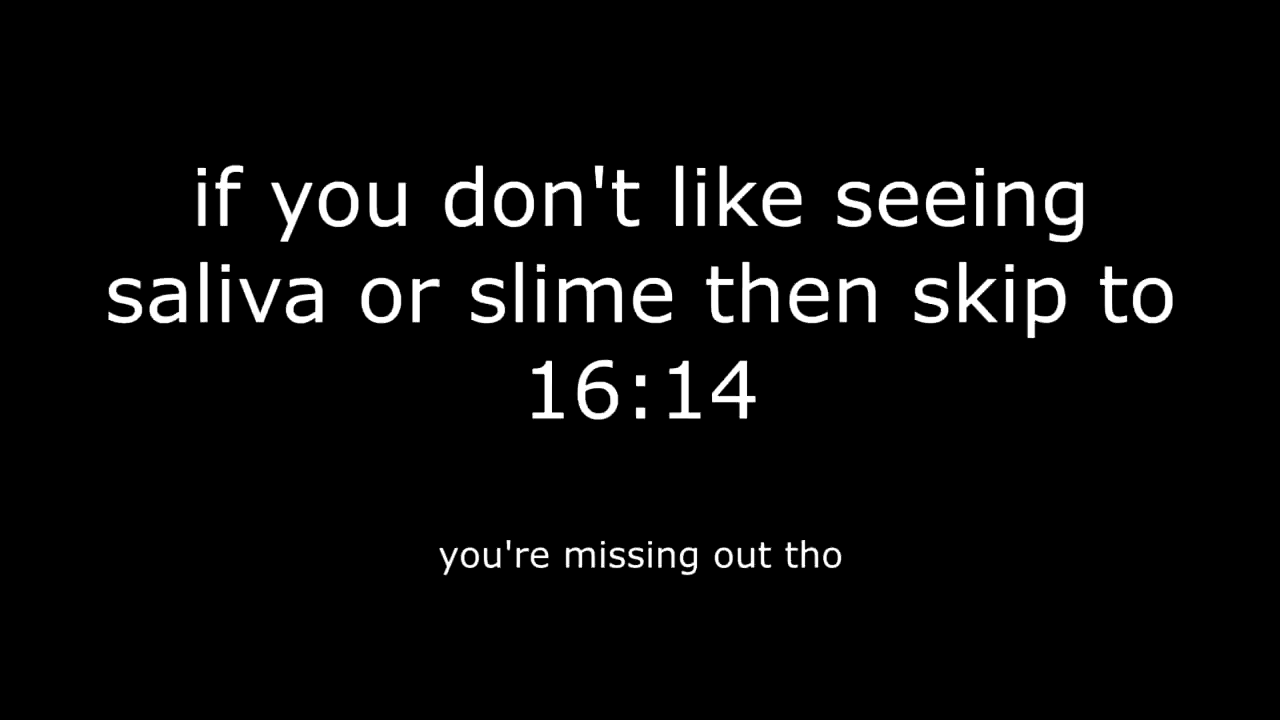 if you don't like seeing
saliva or slime then skip to
16:14
you're missing out tho